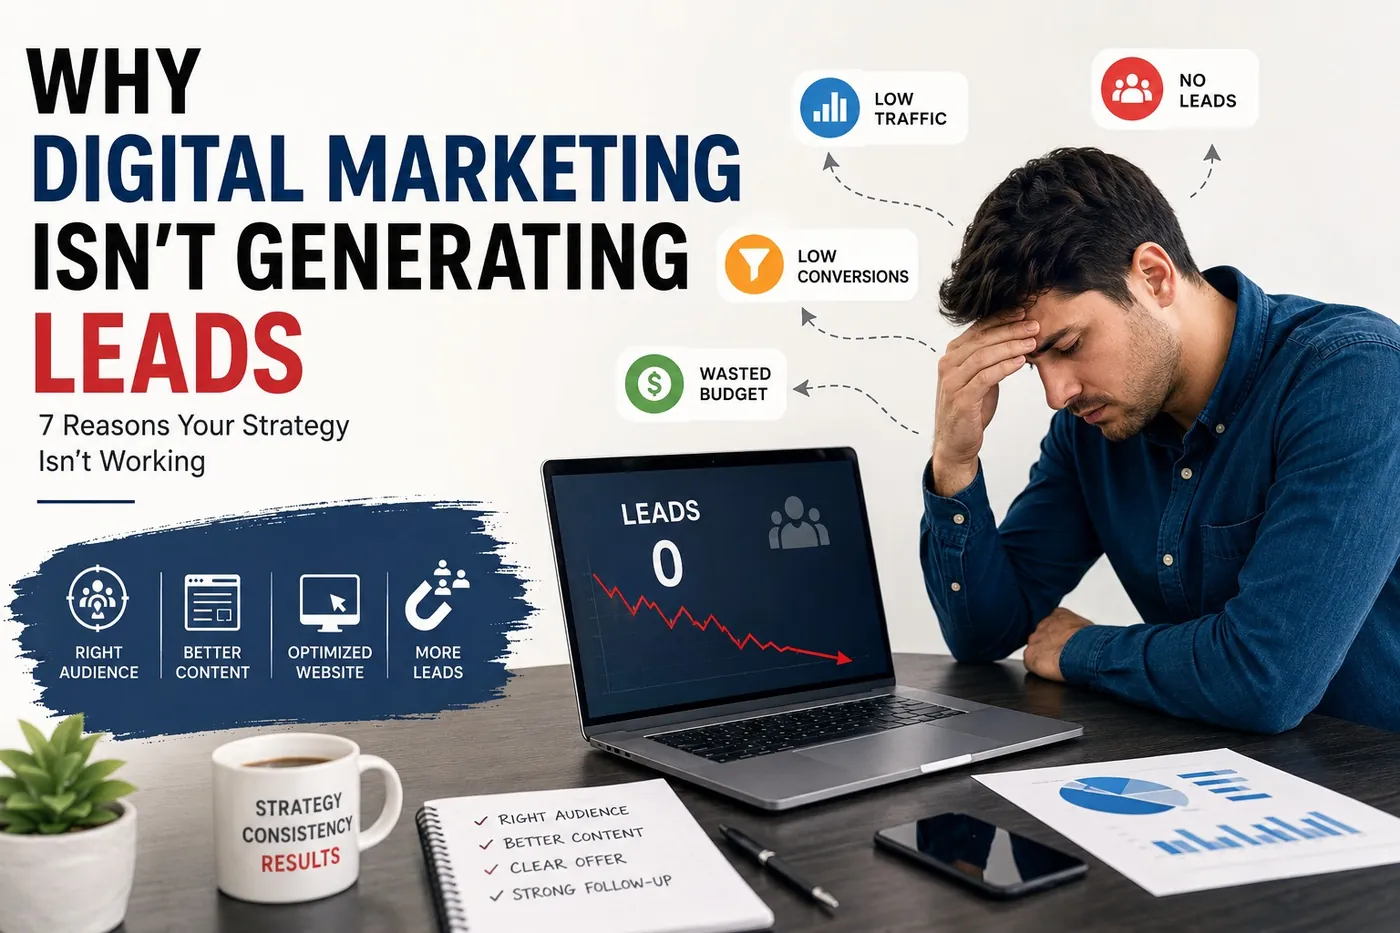 WHY
DIGITAL MARKETING
ISN'T GENERATING
LEADS
7 Reasons Your Strategy
Isn't Working
RIGHT
AUDIENCE
BETTER
CONTENT
OPTIMIZED
WEBSITE
MORE
LEADS
LOW
TRAFFIC
NO
LEADS
LOW
CONVERSIONS
WASTED
BUDGET
LEADS
0
STRATEGY
CONSISTENCY
RESULTS
RIGHT AUDIENCE
BETTER CONTENT
CLEAR OFFER
STRONG FOLLOW-UP